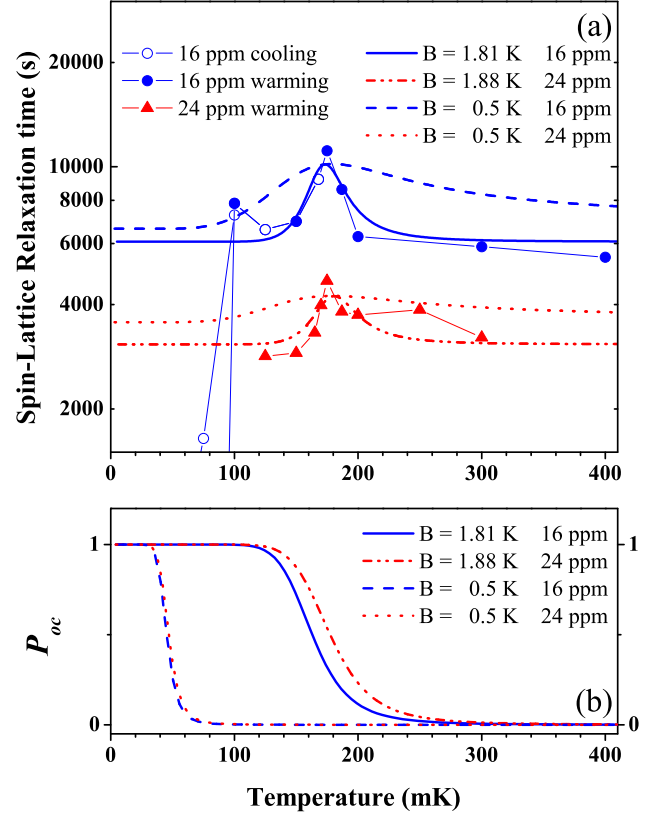 (a)
16 ppm cooling
16 ppm warming
24 ppm warming
B = 1.81 K 16 ppm
B = 1.88 K 24 ppm
B = 0.5 K 16 ppm
B = 0.5 K 24 ppm
Spin-Lattice Relaxation time (s)
20000
10000
8000
6000
4000
2000
0 100 200 300 400
B = 1.81 K 16 ppm
B = 1.88 K 24 ppm
B = 0.5 K 16 ppm
B = 0.5 K 24 ppm
P_oc
1 1
0 0
(b)
0 100 200 300 400
Temperature (mK)